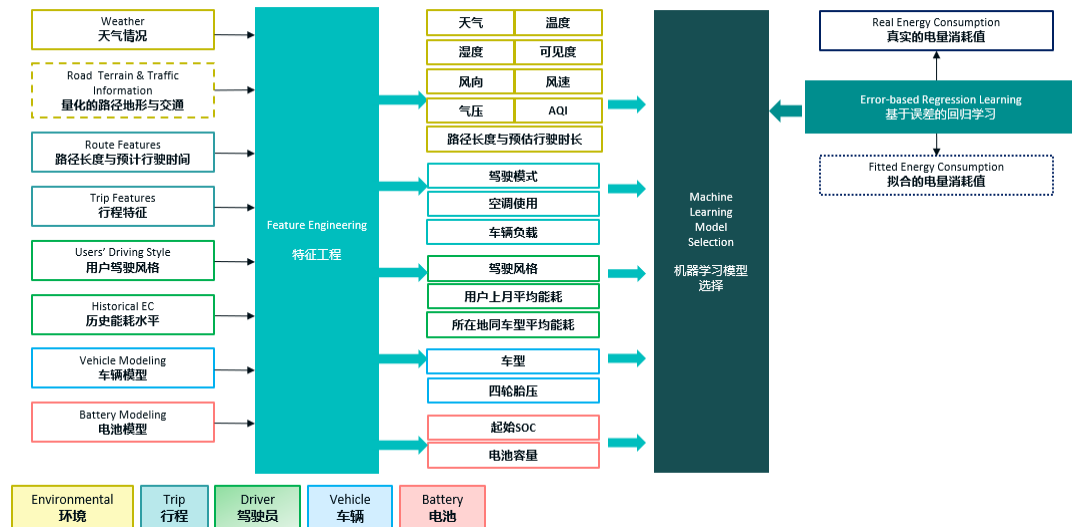 Weather
天气情况
Road Terrain & Traffic
Information
量化的路径地形与交通
Route Features
路径长度与预计行驶时间
Trip Features
行程特征
Users' Driving Style
用户驾驶风格
Historical EC
历史能耗水平
Vehicle Modeling
车辆模型
Battery Modeling
电池模型
Feature Engineering
特征工程
天气
温度
湿度
可见度
风向
风速
气压
AQI
路径长度与预估行驶时长
驾驶模式
空调使用
车辆负载
驾驶风格
用户上月平均能耗
所在地同车型平均能耗
车型
四轮胎压
起始SOC
电池容量
Machine
Learning
Model
Selection
机器学习模型
选择
Real Energy Consumption
真实的电量消耗值
Error-based Regression Learning
基于误差的回归学习
Fitted Energy Consumption
拟合的电量消耗值
Environmental
环境
Trip
行程
Driver
驾驶员
Vehicle
车辆
Battery
电池